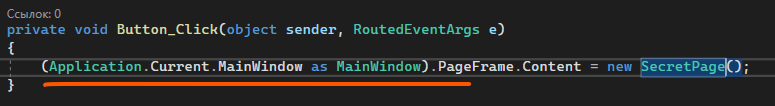 Ссылок: 0
private void Button_Click(object sender, RoutedEventArgs e)
{
(Application.Current.MainWindow as MainWindow).PageFrame.Content = new SecretPage();
}